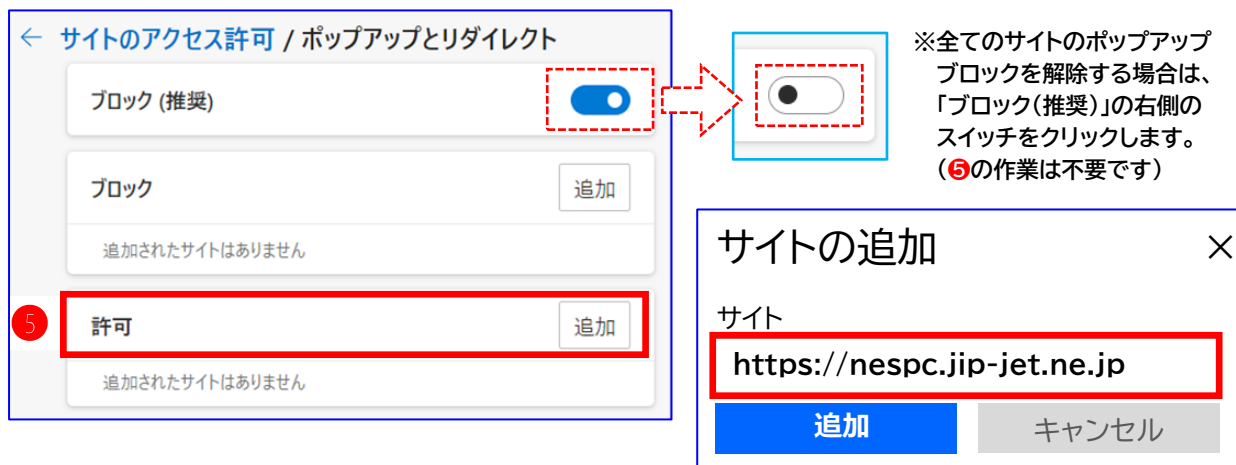 ← サイトのアクセス許可 / ポップアップとリダイレクト
ブロック (推奨)
ブロック
追加
追加されたサイトはありません
5
許可
追加
追加されたサイトはありません
※全てのサイトのポップアップ
ブロックを解除する場合は、
「ブロック(推奨)」の右側の
スイッチをクリックします。
(❺の作業は不要です)
サイトの追加
×
サイト
https://nespc.jip-jet.ne.jp
追加
キャンセル